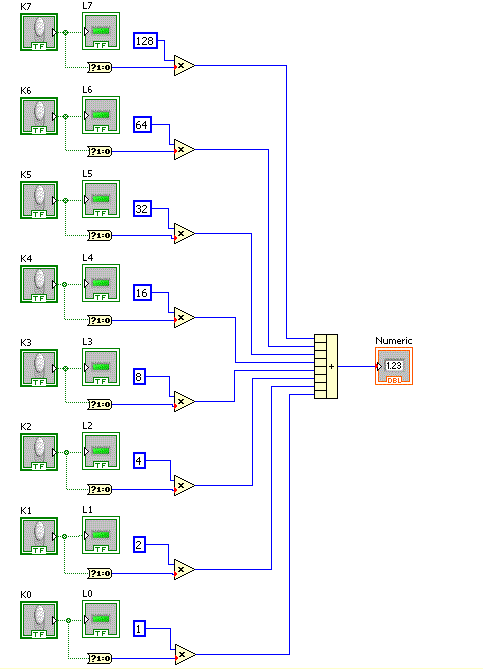 K7 L7
128
TF TF
?1:0 ×
K6 L6
64
TF TF
?1:0 ×
K5 L5
32
TF TF
?1:0 ×
K4 L4
16
TF TF
?1:0 ×
Numeric
+ 1.23
DBL
K3 L3
8
TF TF
?1:0 ×
K2 L2
4
TF TF
?1:0 ×
K1 L1
2
TF TF
?1:0 ×
K0 L0
1
TF TF
?1:0 ×